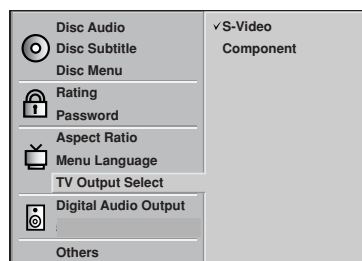 Disc Audio
Disc Subtitle
Disc Menu
Rating
Password
Aspect Ratio
Menu Language
TV Output Select
Digital Audio Output
Others
✓S-Video
Component